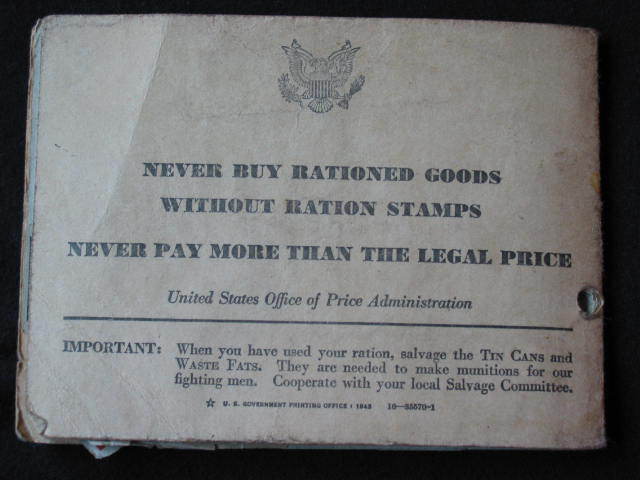 NEVER BUY RATIONED GOODS
WITHOUT RATION STAMPS
NEVER PAY MORE THAN THE LEGAL PRICE
United States Office of Price Administration
IMPORTANT: When you have used your ration, salvage the TIN CANS and
WASTE FATS. They are needed to make munitions for our
fighting men. Cooperate with your local Salvage Committee.
☆ U. S. GOVERNMENT PRINTING OFFICE : 1943 16—35570-1